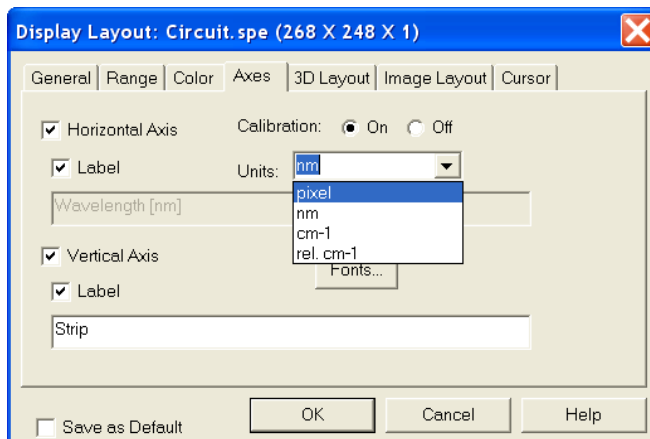 Display Layout: Circuit.spe (268 X 248 X 1)
General Range Color Axes 3D Layout Image Layout Cursor
Horizontal Axis Calibration: On Off
Label Units: nm
Wavelength [nm]
pixel
nm
cm-1
rel. cm-1
Vertical Axis
Fonts...
Label
Strip
Save as Default OK Cancel Help